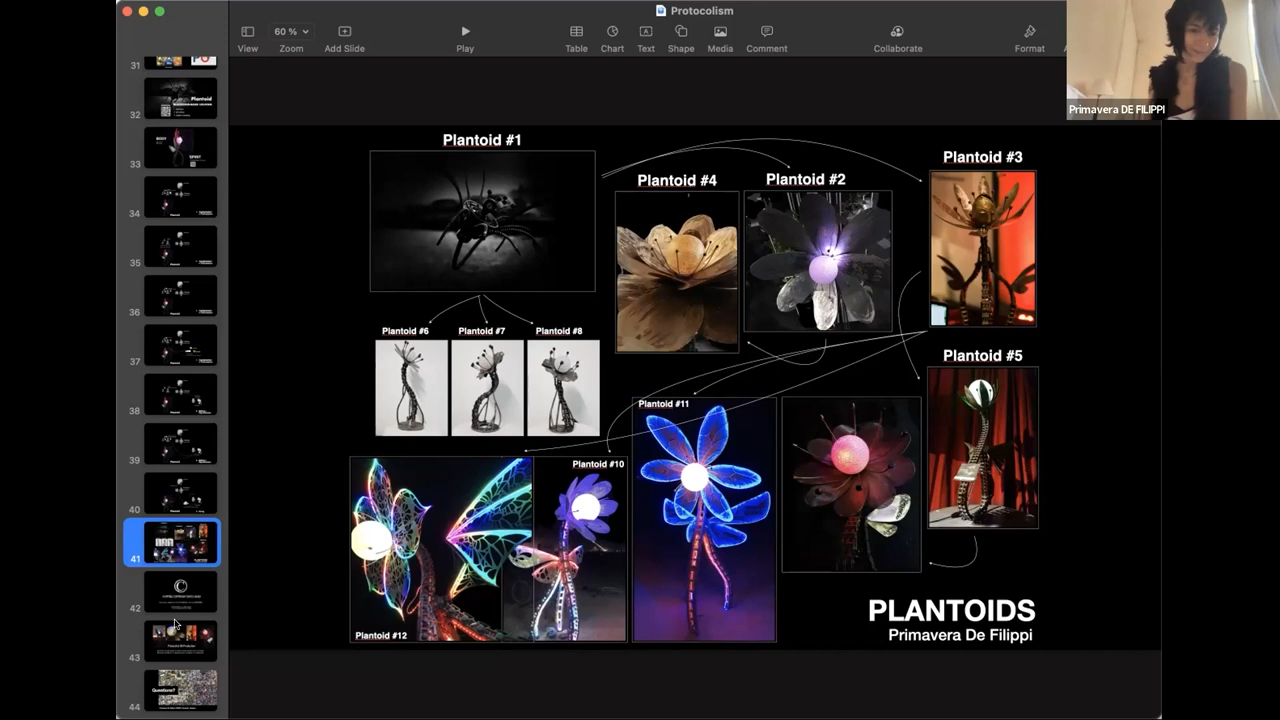 Protocolism
60 %
View
Zoom
Add Slide
Play
Table
Chart
Text
Shape
Media
Comment
Collaborate
Format
Primavera DE FILIPPI
31
32
Plantoid
33
34
35
36
37
38
39
40
41
42
43
44
Questions?
Plantoid #1
Plantoid #4
Plantoid #2
Plantoid #3
Plantoid #6
Plantoid #7
Plantoid #8
Plantoid #5
Plantoid #11
Plantoid #10
Plantoid #12
PLANTOIDS
Primavera De Filippi